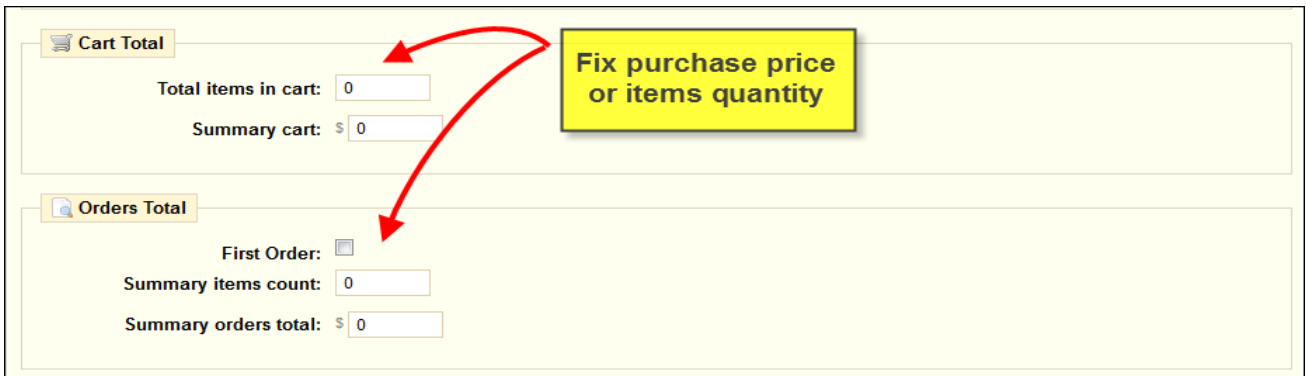 Cart Total
Fix purchase price
or items quantity
Total items in cart: 0
Summary cart: $ 0
Orders Total
First Order:
Summary items count: 0
Summary orders total: $ 0